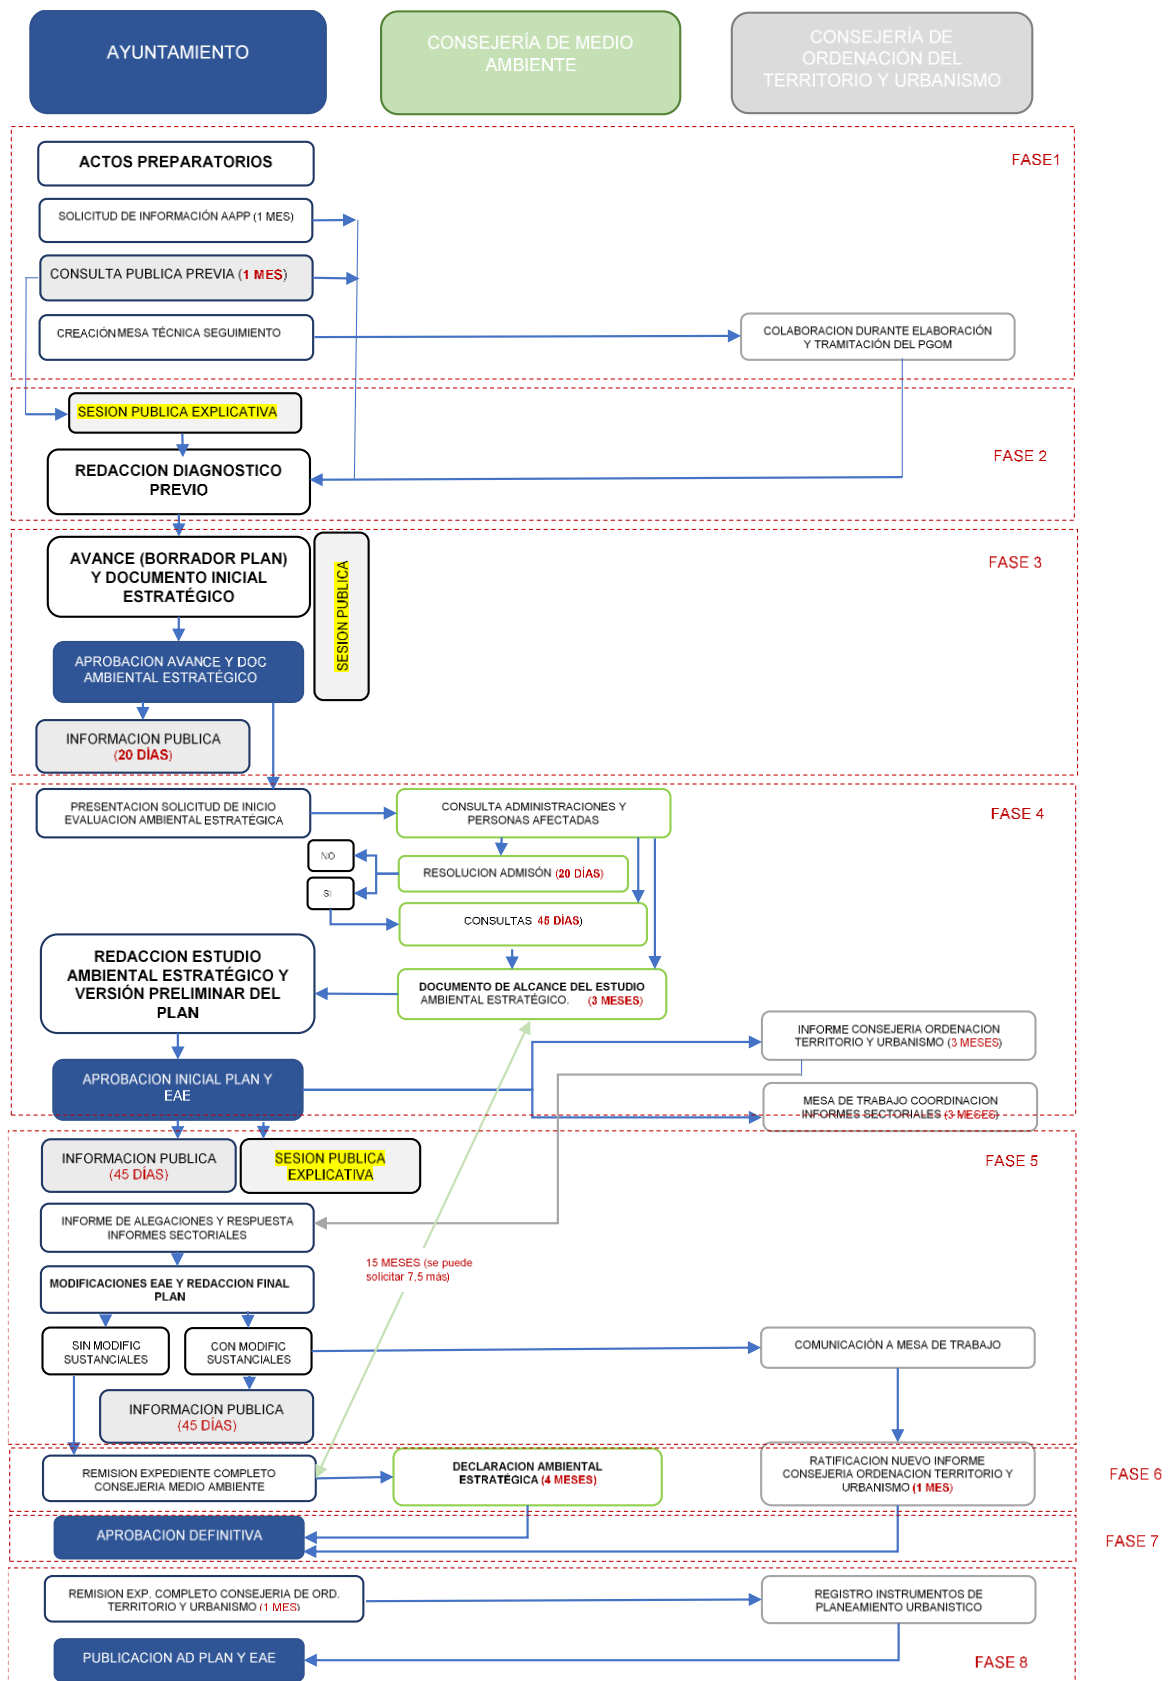 AYUNTAMIENTO
CONSEJERÍA DE MEDIO
AMBIENTE
CONSEJERÍA DE
ORDENACIÓN DEL
TERRITORIO Y URBANISMO
FASE1
ACTOS PREPARATORIOS
SOLICITUD DE INFORMACIÓN AAPP (1 MES)
CONSULTA PUBLICA PREVIA (1 MES)
CREACIÓN MESA TÉCNICA SEGUIMIENTO
COLABORACION DURANTE ELABORACIÓN
Y TRAMITACIÓN DEL PGOM
SESION PUBLICA EXPLICATIVA
FASE 2
REDACCION DIAGNOSTICO
PREVIO
AVANCE (BORRADOR PLAN)
Y DOCUMENTO INICIAL
ESTRATÉGICO
SESION PUBLICA
FASE 3
APROBACION AVANCE Y DOC
AMBIENTAL ESTRATÉGICO
INFORMACION PUBLICA
(20 DÍAS)
PRESENTACION SOLICITUD DE INICIO
EVALUACION AMBIENTAL ESTRATÉGICA
CONSULTA ADMINISTRACIONES Y
PERSONAS AFECTADAS
FASE 4
NO
RESOLUCION ADMISÓN (20 DÍAS)
SI
CONSULTAS 45 DÍAS)
REDACCION ESTUDIO
AMBIENTAL ESTRATÉGICO Y
VERSIÓN PRELIMINAR DEL
PLAN
DOCUMENTO DE ALCANCE DEL ESTUDIO
AMBIENTAL ESTRATÉGICO. (3 MESES)
INFORME CONSEJERIA ORDENACION
TERRITORIO Y URBANISMO (3 MESES)
APROBACION INICIAL PLAN Y
EAE
MESA DE TRABAJO COORDINACION
INFORMES SECTORIALES (3 MESES)
INFORMACION PUBLICA
(45 DÍAS)
SESION PUBLICA
EXPLICATIVA
FASE 5
INFORME DE ALEGACIONES Y RESPUESTA
INFORMES SECTORIALES
15 MESES (se puede
solicitar 7,5 más)
MODIFICACIONES EAE Y REDACCION FINAL
PLAN
SIN MODIFIC
SUSTANCIALES
CON MODIFIC
SUSTANCIALES
COMUNICACIÓN A MESA DE TRABAJO
INFORMACION PUBLICA
(45 DÍAS)
REMISION EXPEDIENTE COMPLETO
CONSEJERIA MEDIO AMBIENTE
DECLARACION AMBIENTAL
ESTRATÉGICA (4 MESES)
RATIFICACION NUEVO INFORME
CONSEJERIA ORDENACION TERRITORIO Y
URBANISMO (1 MES)
FASE 6
APROBACION DEFINITIVA
FASE 7
REMISION EXP. COMPLETO CONSEJERIA DE ORD.
TERRITORIO Y URBANISMO (1 MES)
REGISTRO INSTRUMENTOS DE
PLANEAMIENTO URBANISTICO
PUBLICACION AD PLAN Y EAE
FASE 8